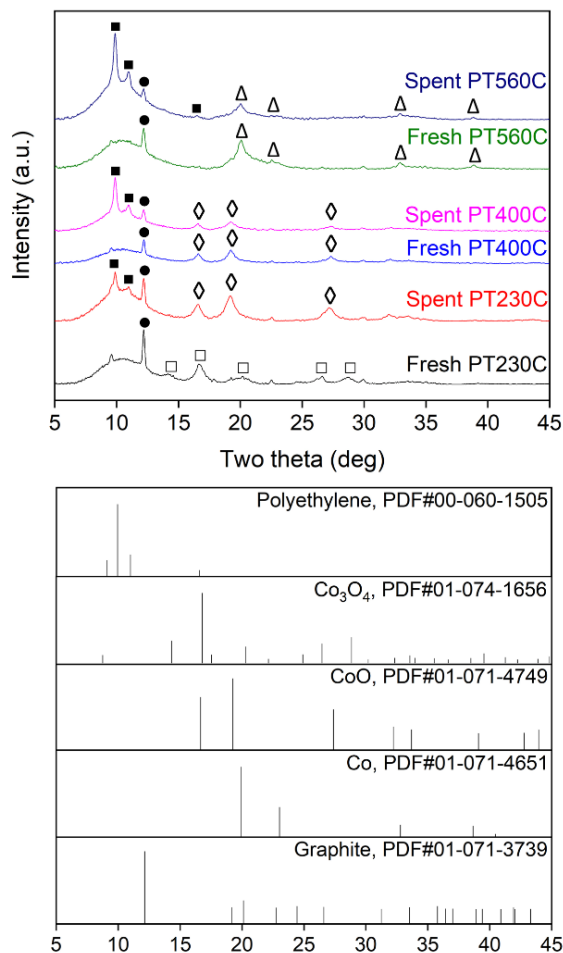 Intensity (a.u.)
Spent PT560C
Fresh PT560C
Spent PT400C
Fresh PT400C
Spent PT230C
Fresh PT230C
5 10 15 20 25 30 35 40 45
Two theta (deg)
Polyethylene, PDF#00-060-1505
Co₃O₄, PDF#01-074-1656
CoO, PDF#01-071-4749
Co, PDF#01-071-4651
Graphite, PDF#01-071-3739
5 10 15 20 25 30 35 40 45